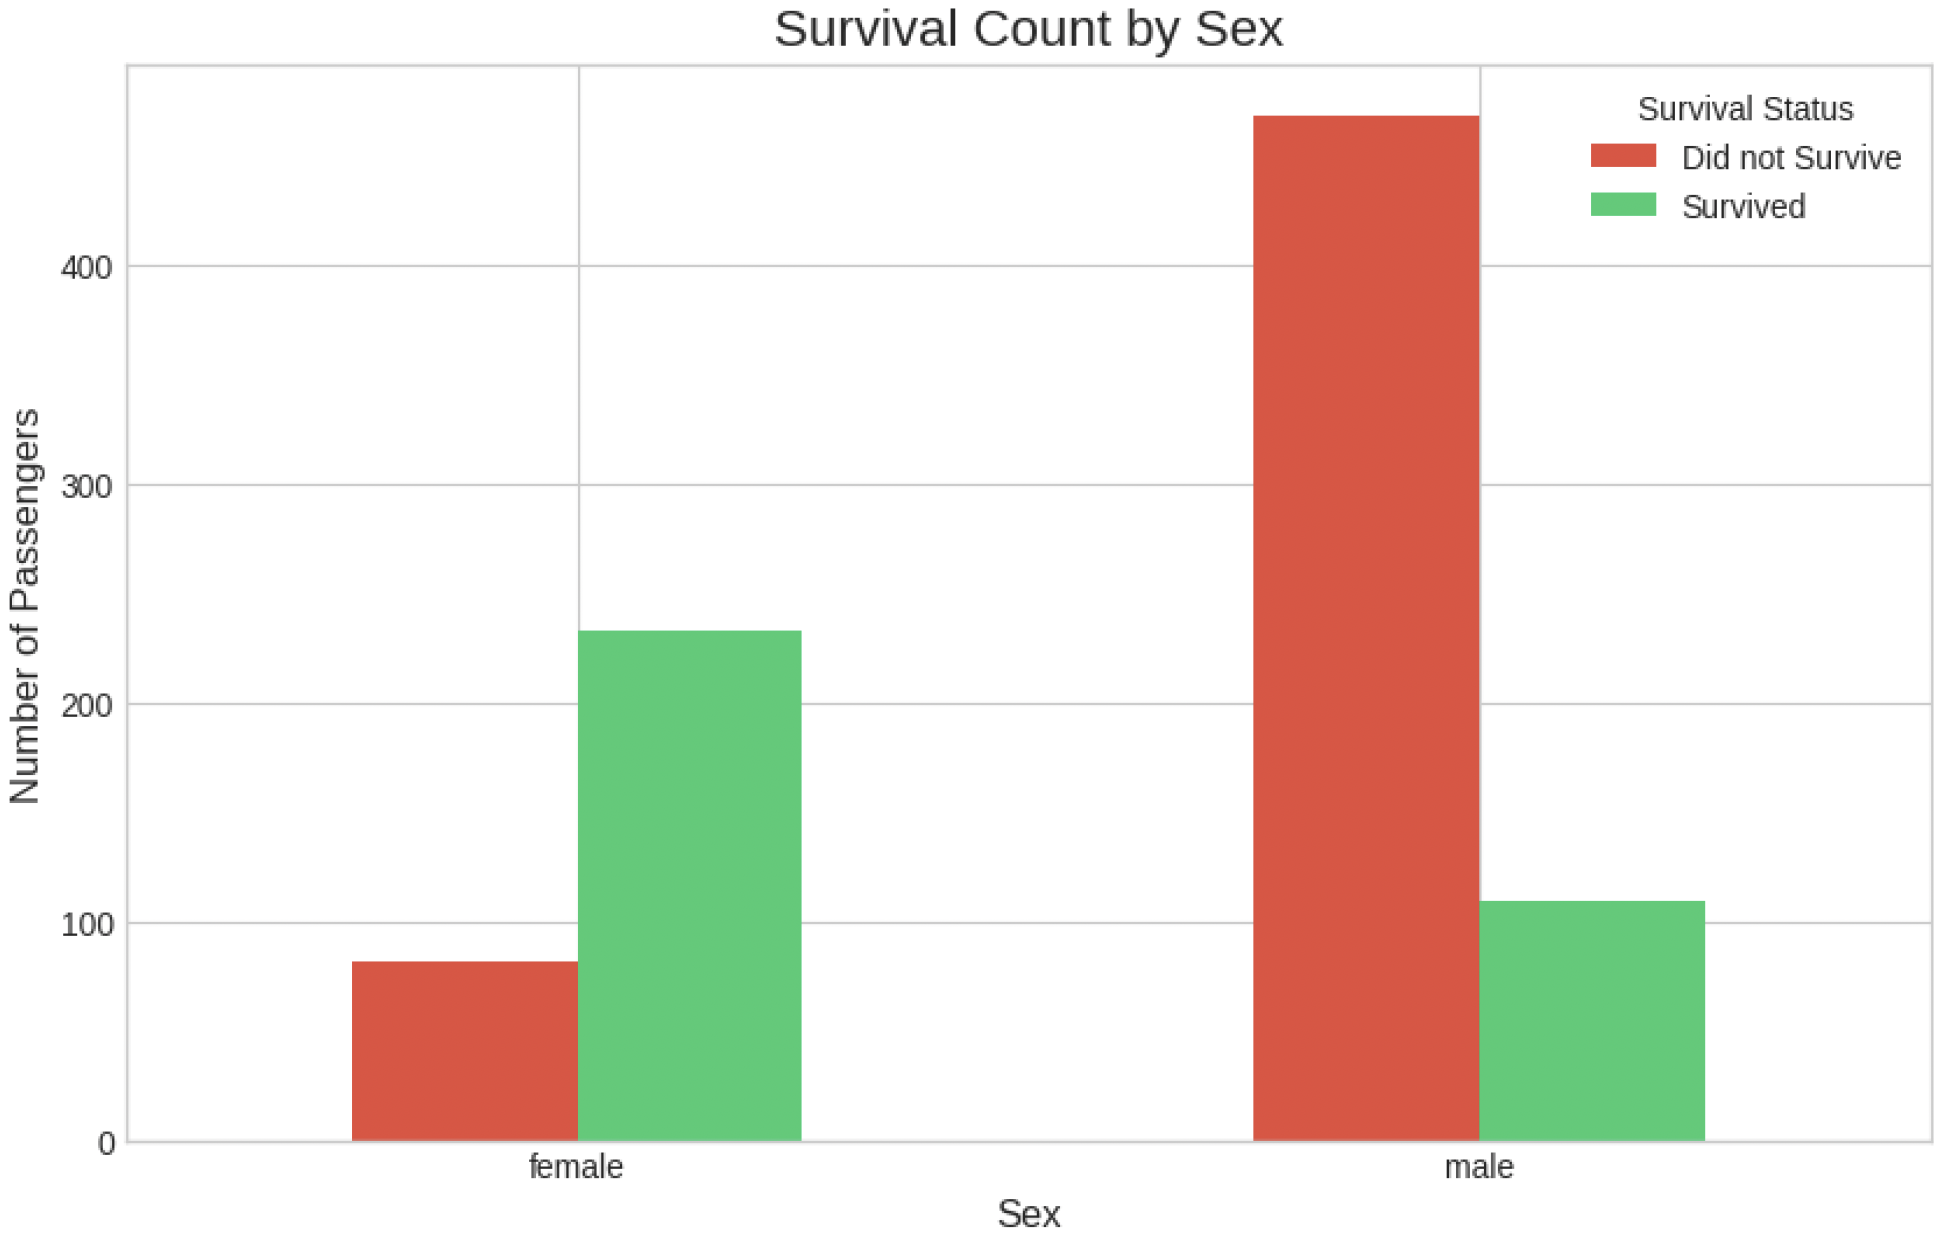 Survival Count by Sex
Survival Status
Did not Survive
Survived
400
300
200
100
0
Number of Passengers
female
male
Sex